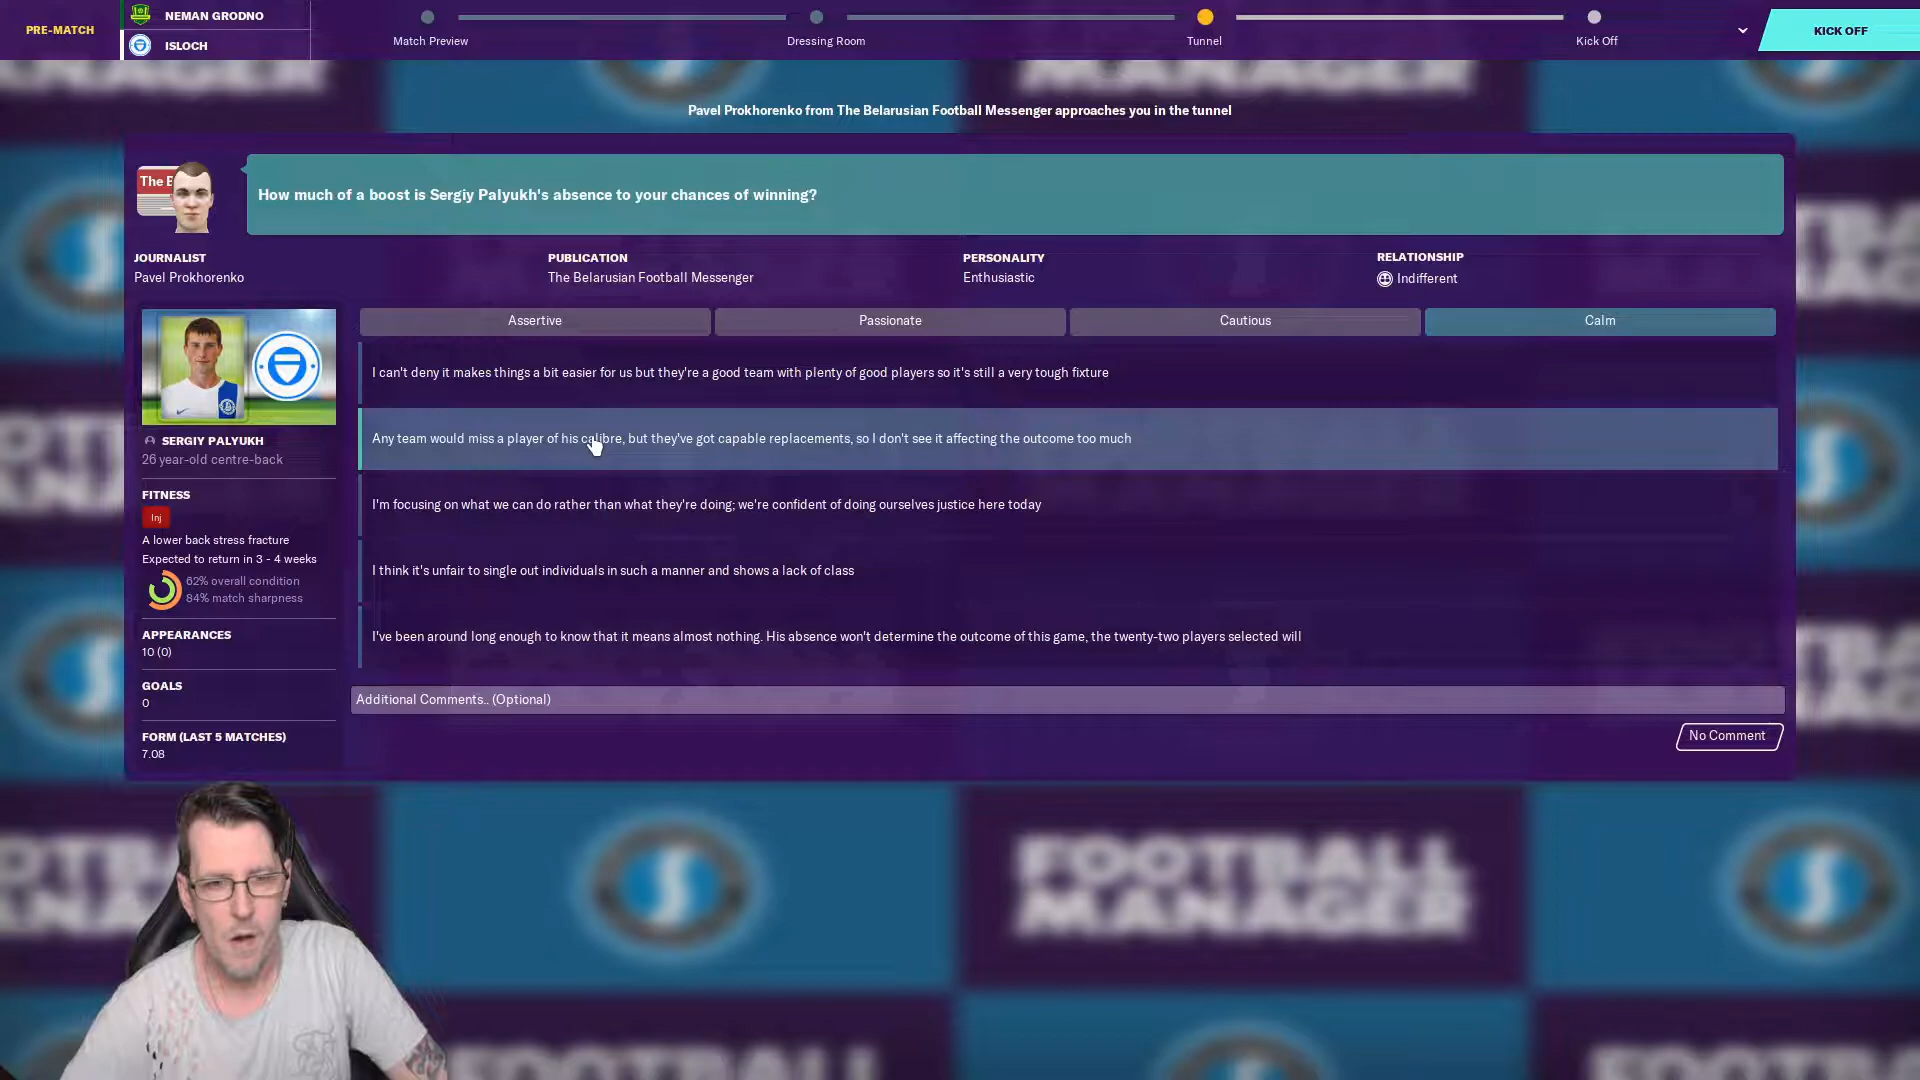 PRE-MATCH
NEMAN GRODNO
ISLOCH
Match Preview
Dressing Room
Tunnel
Kick Off
KICK OFF
Pavel Prokhorenko from The Belarusian Football Messenger approaches you in the tunnel
The B
How much of a boost is Sergiy Palyukh's absence to your chances of winning?
JOURNALIST
Pavel Prokhorenko
PUBLICATION
The Belarusian Football Messenger
PERSONALITY
Enthusiastic
RELATIONSHIP
Indifferent
Assertive
Passionate
Cautious
Calm
I can't deny it makes things a bit easier for us but they're a good team with plenty of good players so it's still a very tough fixture
Any team would miss a player of his calibre, but they've got capable replacements, so I don't see it affecting the outcome too much
I'm focusing on what we can do rather than what they're doing; we're confident of doing ourselves justice here today
I think it's unfair to single out individuals in such a manner and shows a lack of class
I've been around long enough to know that it means almost nothing. His absence won't determine the outcome of this game, the twenty-two players selected will
Additional Comments.. (Optional)
No Comment
SERGIY PALYUKH
26 year-old centre-back
FITNESS
Inj
A lower back stress fracture
Expected to return in 3 - 4 weeks
62% overall condition
84% match sharpness
APPEARANCES
10 (0)
GOALS
0
FORM (LAST 5 MATCHES)
7.08
FOOTBALL
MANAGER